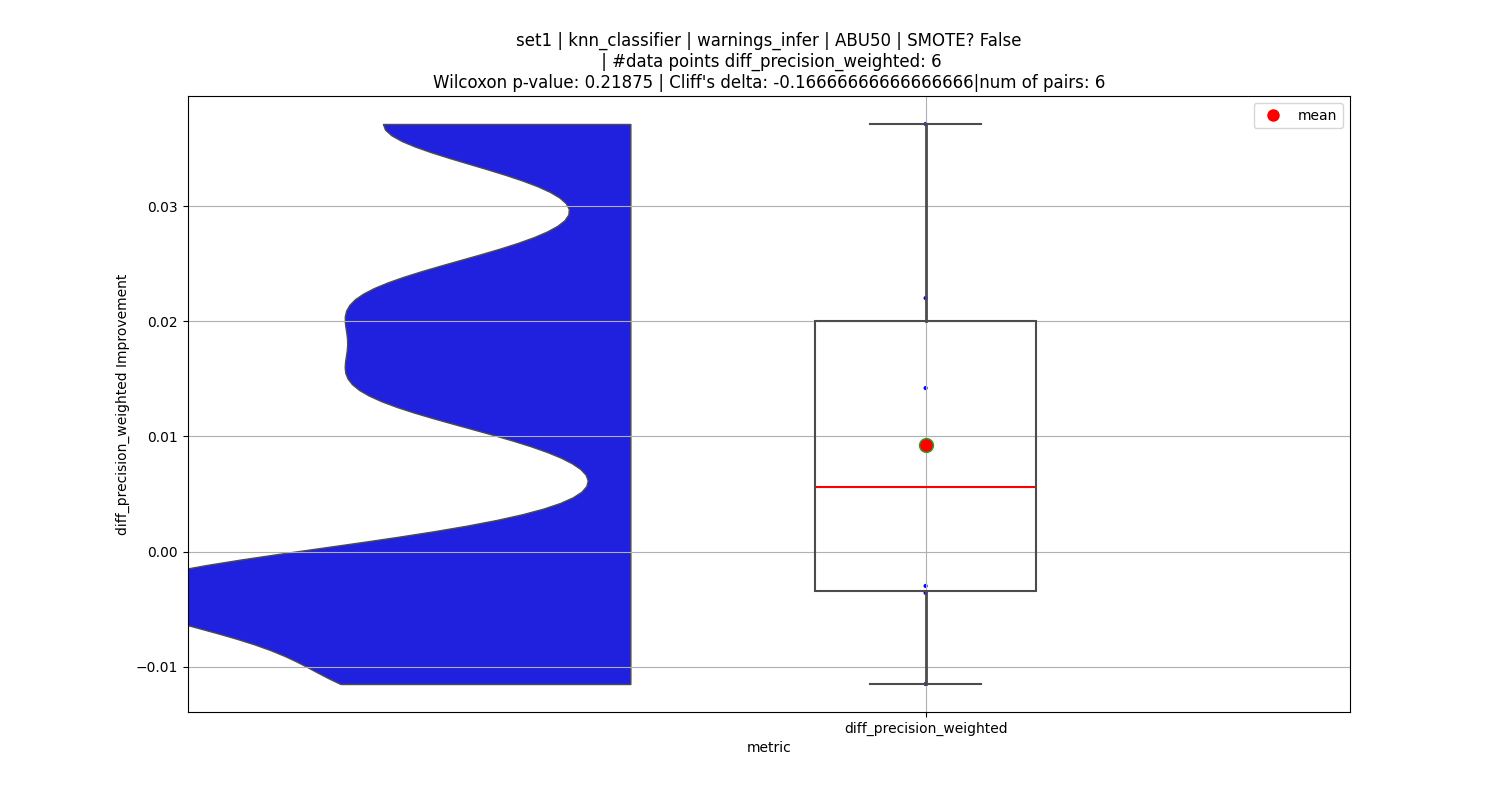 set1 | knn_classifier | warnings_infer | ABU50 | SMOTE? False
| #data points diff_precision_weighted: 6
Wilcoxon p-value: 0.21875 | Cliff's delta: -0.16666666666666666|num of pairs: 6
mean
0.03
0.02
0.01
0.00
−0.01
diff_precision_weighted Improvement
diff_precision_weighted
metric